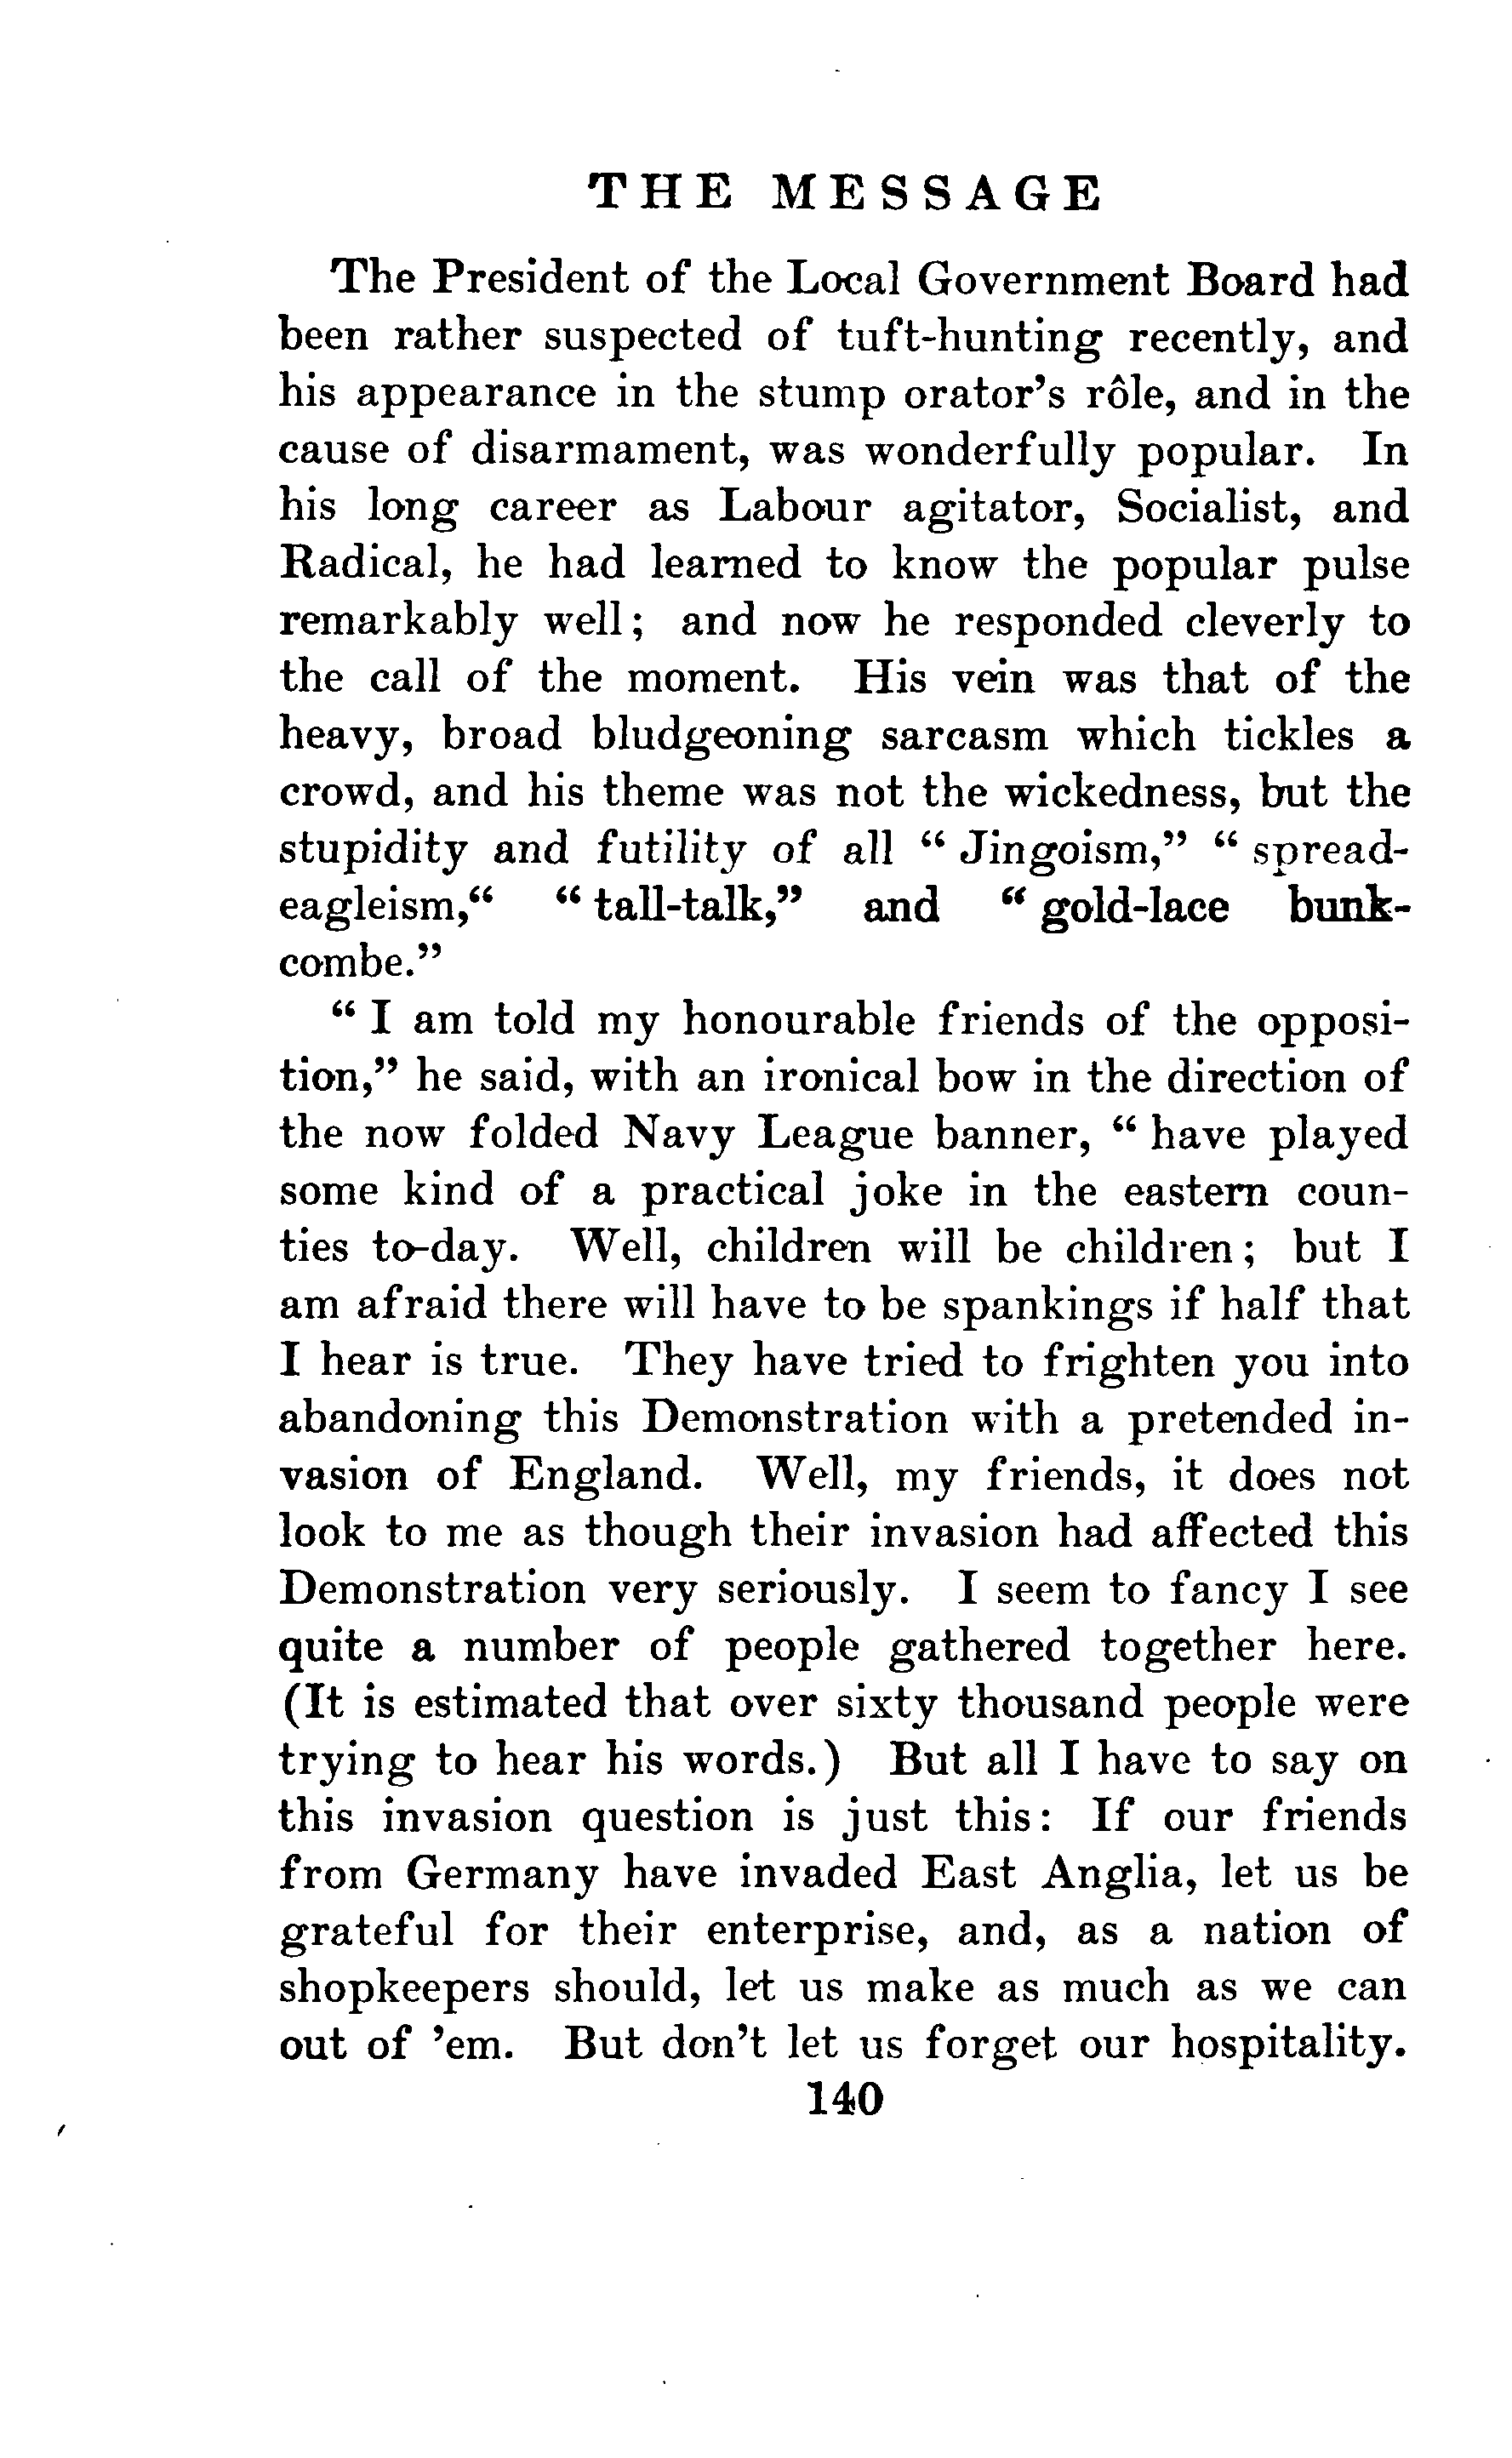 THE MESSAGE
The President of the Local Government Board had
been rather suspected of tuft-hunting recently, and
his appearance in the stump orator's rôle, and in the
cause of disarmament, was wonderfully popular. In
his long career as Labour agitator, Socialist, and
Radical, he had learned to know the popular pulse
remarkably well; and now he responded cleverly to
the call of the moment. His vein was that of the
heavy, broad bludgeoning sarcasm which tickles a
crowd, and his theme was not the wickedness, but the
stupidity and futility of all “ Jingoism,” “ spread-
eagleism,“ “ tall-talk,” and “ gold-lace bunk-
combe.”
“ I am told my honourable friends of the opposi-
tion,” he said, with an ironical bow in the direction of
the now folded Navy League banner, “ have played
some kind of a practical joke in the eastern coun-
ties to-day. Well, children will be children; but I
am afraid there will have to be spankings if half that
I hear is true. They have tried to frighten you into
abandoning this Demonstration with a pretended in-
vasion of England. Well, my friends, it does not
look to me as though their invasion had affected this
Demonstration very seriously. I seem to fancy I see
quite a number of people gathered together here.
(It is estimated that over sixty thousand people were
trying to hear his words.) But all I have to say on
this invasion question is just this: If our friends
from Germany have invaded East Anglia, let us be
grateful for their enterprise, and, as a nation of
shopkeepers should, let us make as much as we can
out of ’em. But don't let us forget our hospitality.
140